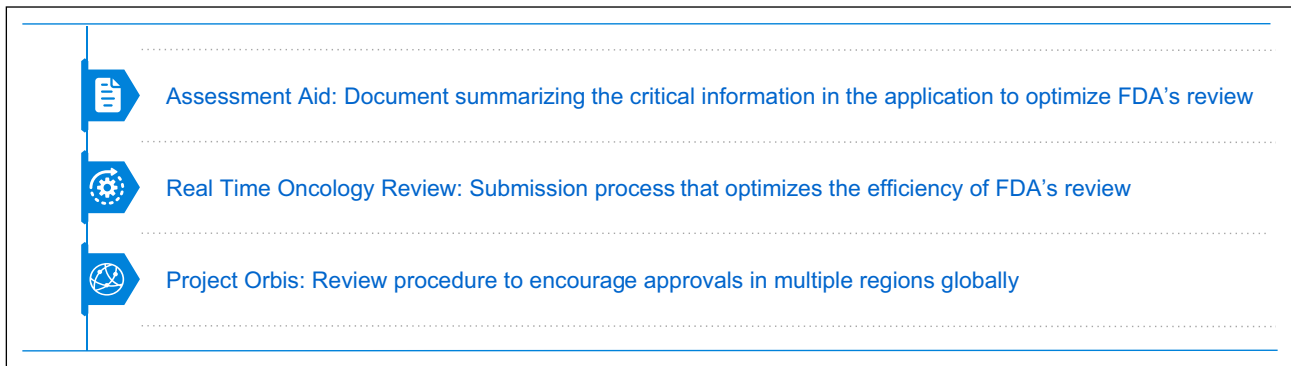 Assessment Aid: Document summarizing the critical information in the application to optimize FDA’s review
Real Time Oncology Review: Submission process that optimizes the efficiency of FDA’s review
Project Orbis: Review procedure to encourage approvals in multiple regions globally